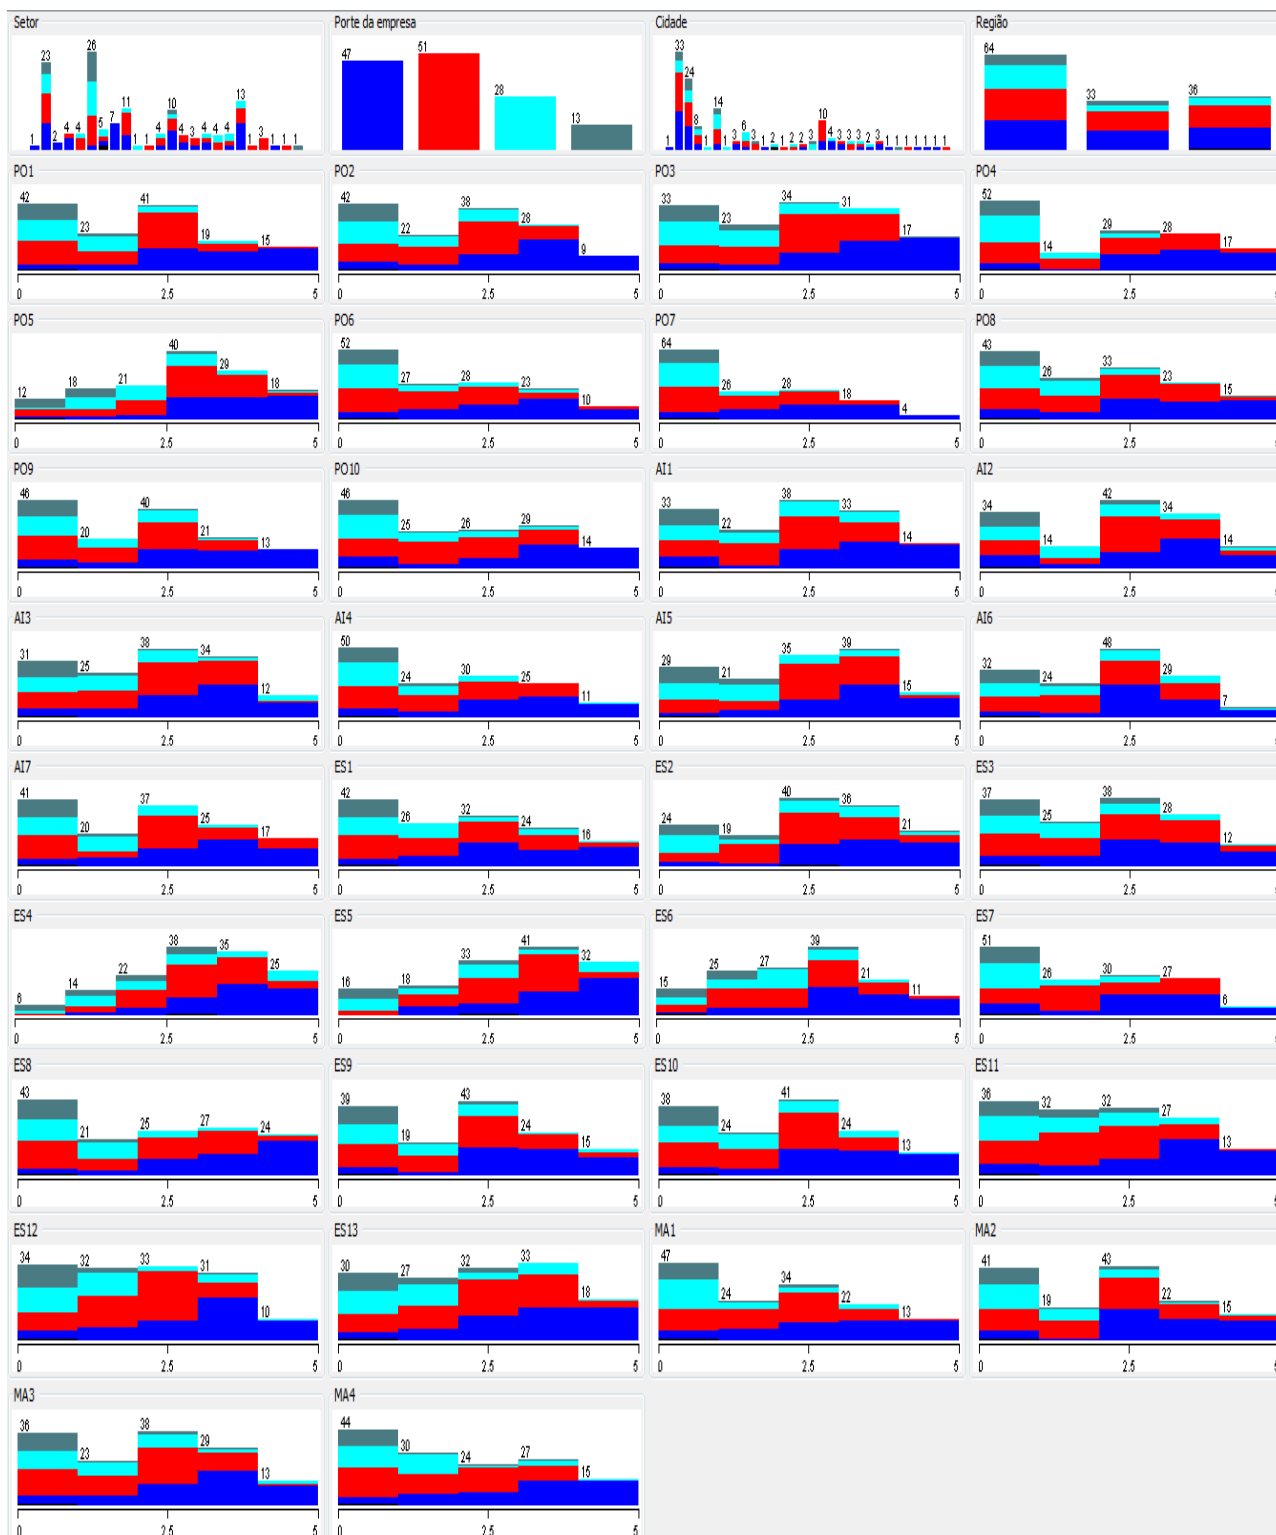 Setor Porte da empresa Cidade Região
1 23 2 4 4 26 5 7 11 1 1 4 10 4 3 4 4 4 13 1 3 1 1 1
47 51 28 13
1 33 24 8 1 14 1 3 6 3 1 2 1 2 2 3 10 4 3 3 3 2 3 1 1 1 1 1 1 1
64 33 36
PO1 PO2 PO3 PO4
42 23 41 19 15
42 22 38 28 9
33 23 34 31 17
52 14 29 28 17
0 2.5 5 0 2.5 5 0 2.5 5 0 2.5
PO5 PO6 PO7 PO8
12 18 21 40 29 18
52 27 28 23 10
64 26 28 18 4
43 26 33 23 15
0 2.5 5 0 2.5 5 0 2.5 5 0 2.5
PO9 PO10 AI1 AI2
46 20 40 21 13
46 25 26 29 14
33 22 38 33 14
34 14 42 34 14
0 2.5 5 0 2.5 5 0 2.5 5 0 2.5
AI3 AI4 AI5 AI6
31 25 38 34 12
50 24 30 25 11
29 21 35 39 15
32 24 48 29 7
0 2.5 5 0 2.5 5 0 2.5 5 0 2.5
AI7 ES1 ES2 ES3
41 20 37 25 17
42 26 32 24 16
24 19 40 36 21
37 25 38 28 12
0 2.5 5 0 2.5 5 0 2.5 5 0 2.5
ES4 ES5 ES6 ES7
6 14 22 38 35 25
16 18 33 41 32
15 25 27 39 21 11
51 26 30 27 6
0 2.5 5 0 2.5 5 0 2.5 5 0 2.5
ES8 ES9 ES10 ES11
43 21 25 27 24
39 19 43 24 15
38 24 41 24 13
36 32 32 27 13
0 2.5 5 0 2.5 5 0 2.5 5 0 2.5
ES12 ES13 MA1 MA2
34 32 33 31 10
30 27 32 33 18
47 24 34 22 13
41 19 43 22 15
0 2.5 5 0 2.5 5 0 2.5 5 0 2.5
MA3 MA4
36 23 38 29 13
44 30 24 27 15
0 2.5 5 0 2.5 5